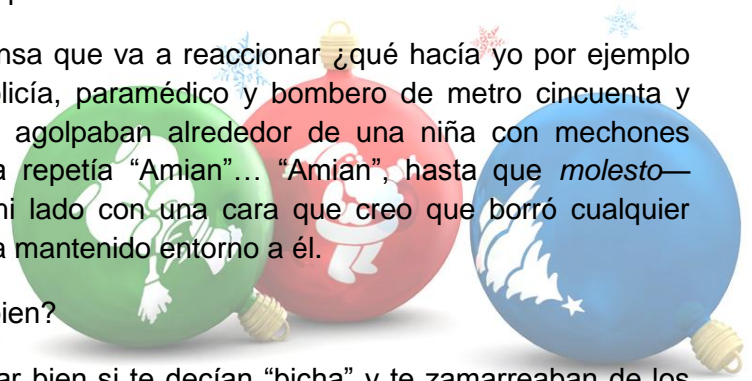 nsa que va a reaccionar ¿qué hacía yo por ejemplo
licía, paramédico y bombero de metro cincuenta y
agolpaban alrededor de una niña con mechones
a repetía “Amian”… “Amian”, hasta que molesto—
ni lado con una cara que creo que borró cualquier
a mantenido entorno a él.
bien?
ar bien si te decían “bicha” y te zamarreaban de los